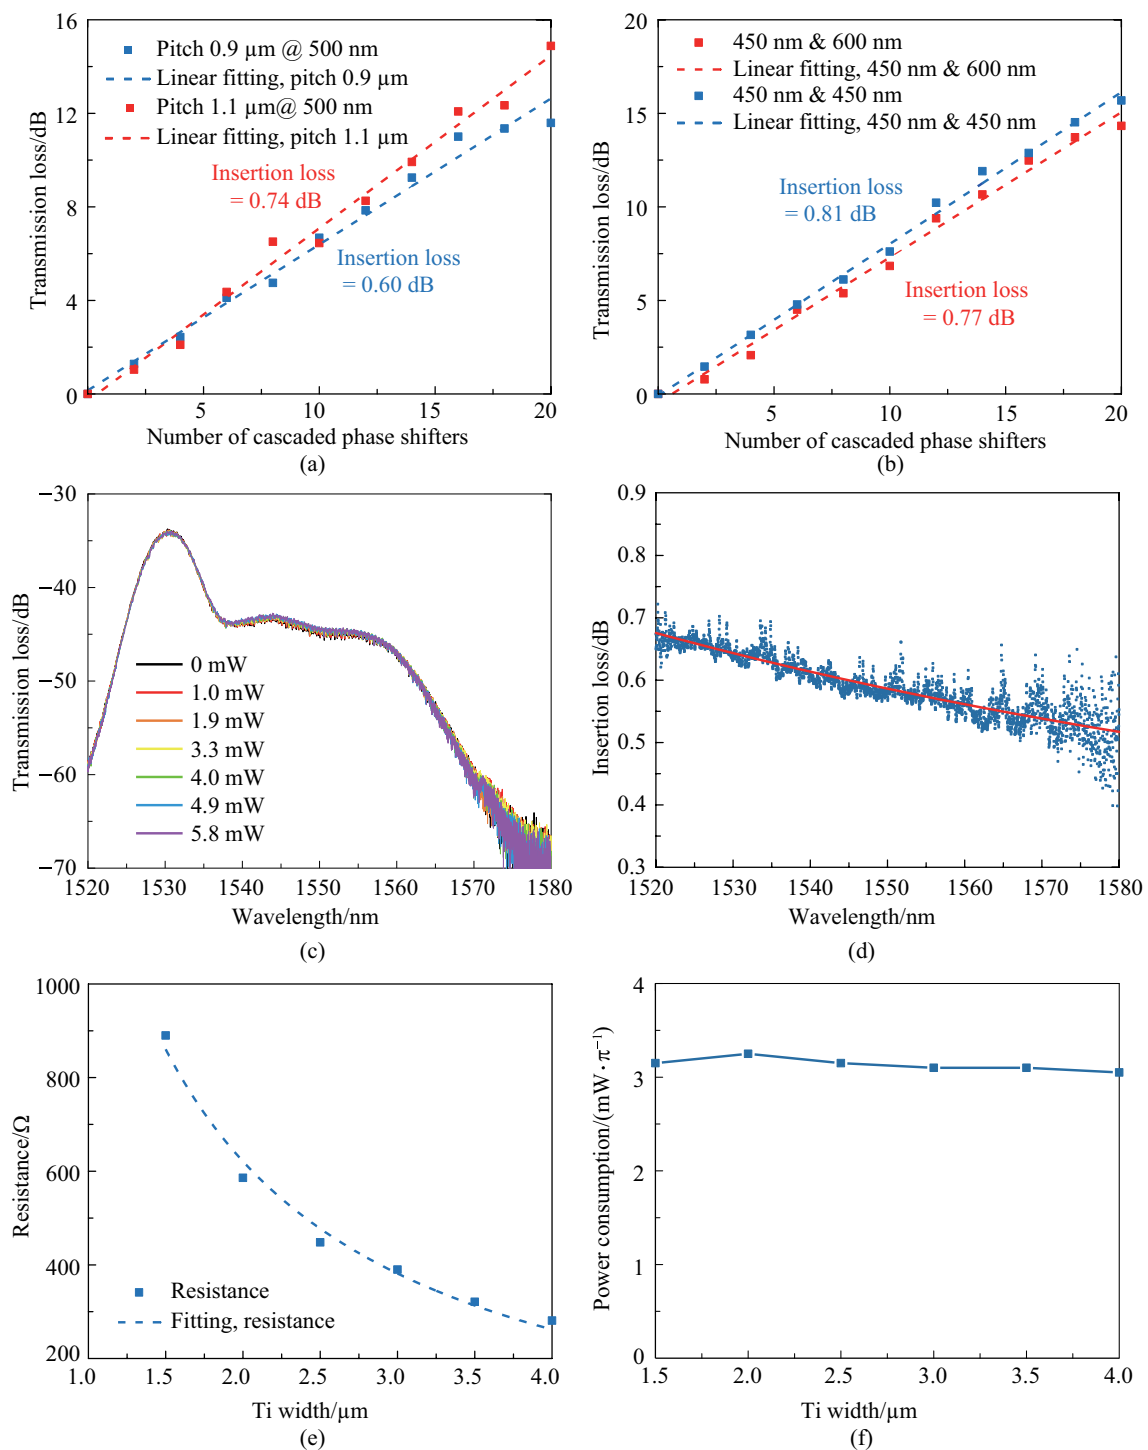 16
12
8
4
0
Transmission loss/dB
Pitch 0.9 µm @ 500 nm
Linear fitting, pitch 0.9 µm
Pitch 1.1 µm@ 500 nm
Linear fitting, pitch 1.1 µm
Insertion loss
= 0.74 dB
Insertion loss
= 0.60 dB
5 10 15 20
Number of cascaded phase shifters
(a)
20
15
10
5
0
Transmission loss/dB
450 nm & 600 nm
Linear fitting, 450 nm & 600 nm
450 nm & 450 nm
Linear fitting, 450 nm & 450 nm
Insertion loss
= 0.81 dB
Insertion loss
= 0.77 dB
5 10 15 20
Number of cascaded phase shifters
(b)
−30
−40
−50
−60
−70
Transmission loss/dB
0 mW
1.0 mW
1.9 mW
3.3 mW
4.0 mW
4.9 mW
5.8 mW
1520 1530 1540 1550 1560 1570 1580
Wavelength/nm
(c)
0.9
0.8
0.7
0.6
0.5
0.4
0.3
Insertion loss/dB
1520 1530 1540 1550 1560 1570 1580
Wavelength/nm
(d)
1000
800
600
400
200
Resistance/Ω
Resistance
Fitting, resistance
1.0 1.5 2.0 2.5 3.0 3.5 4.0
Ti width/µm
(e)
4
3
2
1
0
Power consumption/(mW·π⁻¹)
1.5 2.0 2.5 3.0 3.5 4.0
Ti width/µm
(f)